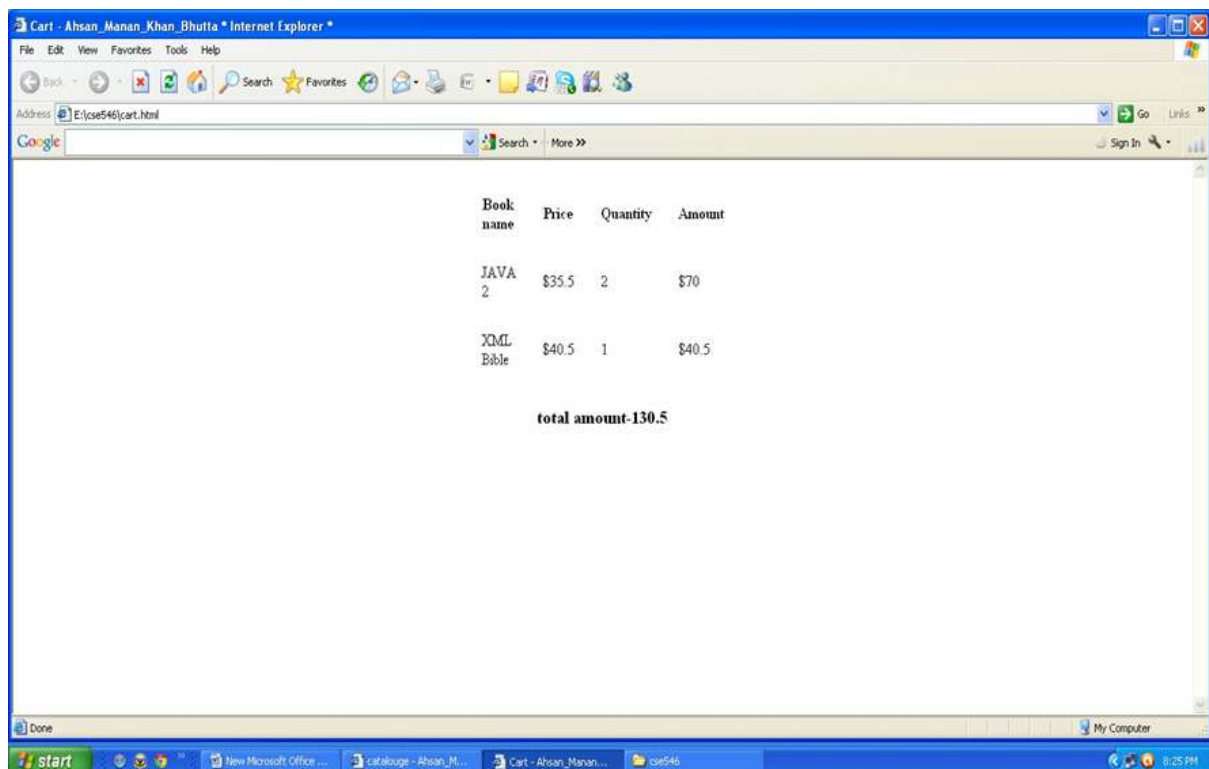 Cart - Ahsan_Manan_Khan_Bhutta * Internet Explorer *
File Edit View Favorites Tools Help
Back Search Favorites
Address E:\cse546\cart.html Go Links »
Google Search More >> Sign In
Book name Price Quantity Amount
JAVA 2 $35.5 2 $70
XML Bible $40.5 1 $40.5
total amount-130.5
Done My Computer
start New Microsoft Office ... catalouge - Ahsan_M... Cart - Ahsan_Manan... cse546 8:25 PM